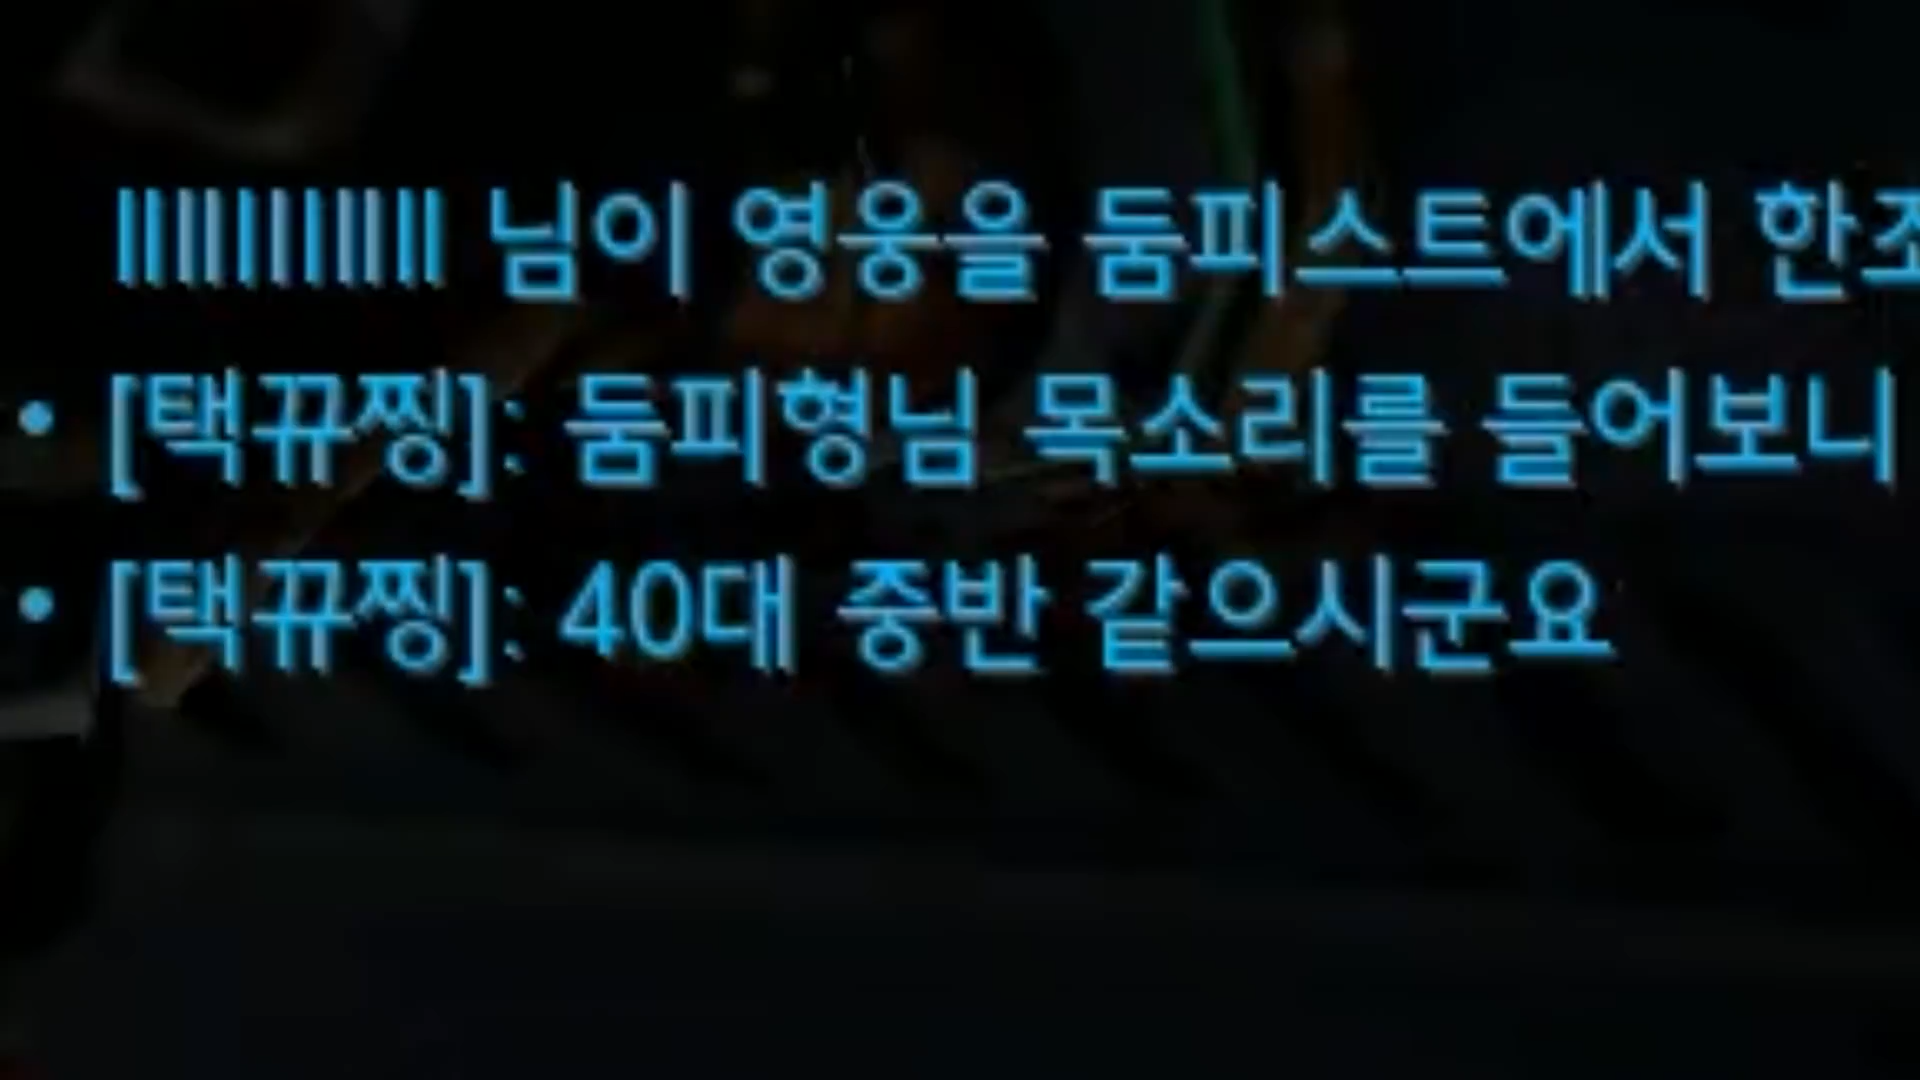 llllllllllll 님이 영웅을 둠피스트에서 한조
• [택뀨찡]: 둠피형님 목소리를 들어보니
• [택뀨찡]: 40대 중반 같으시군요